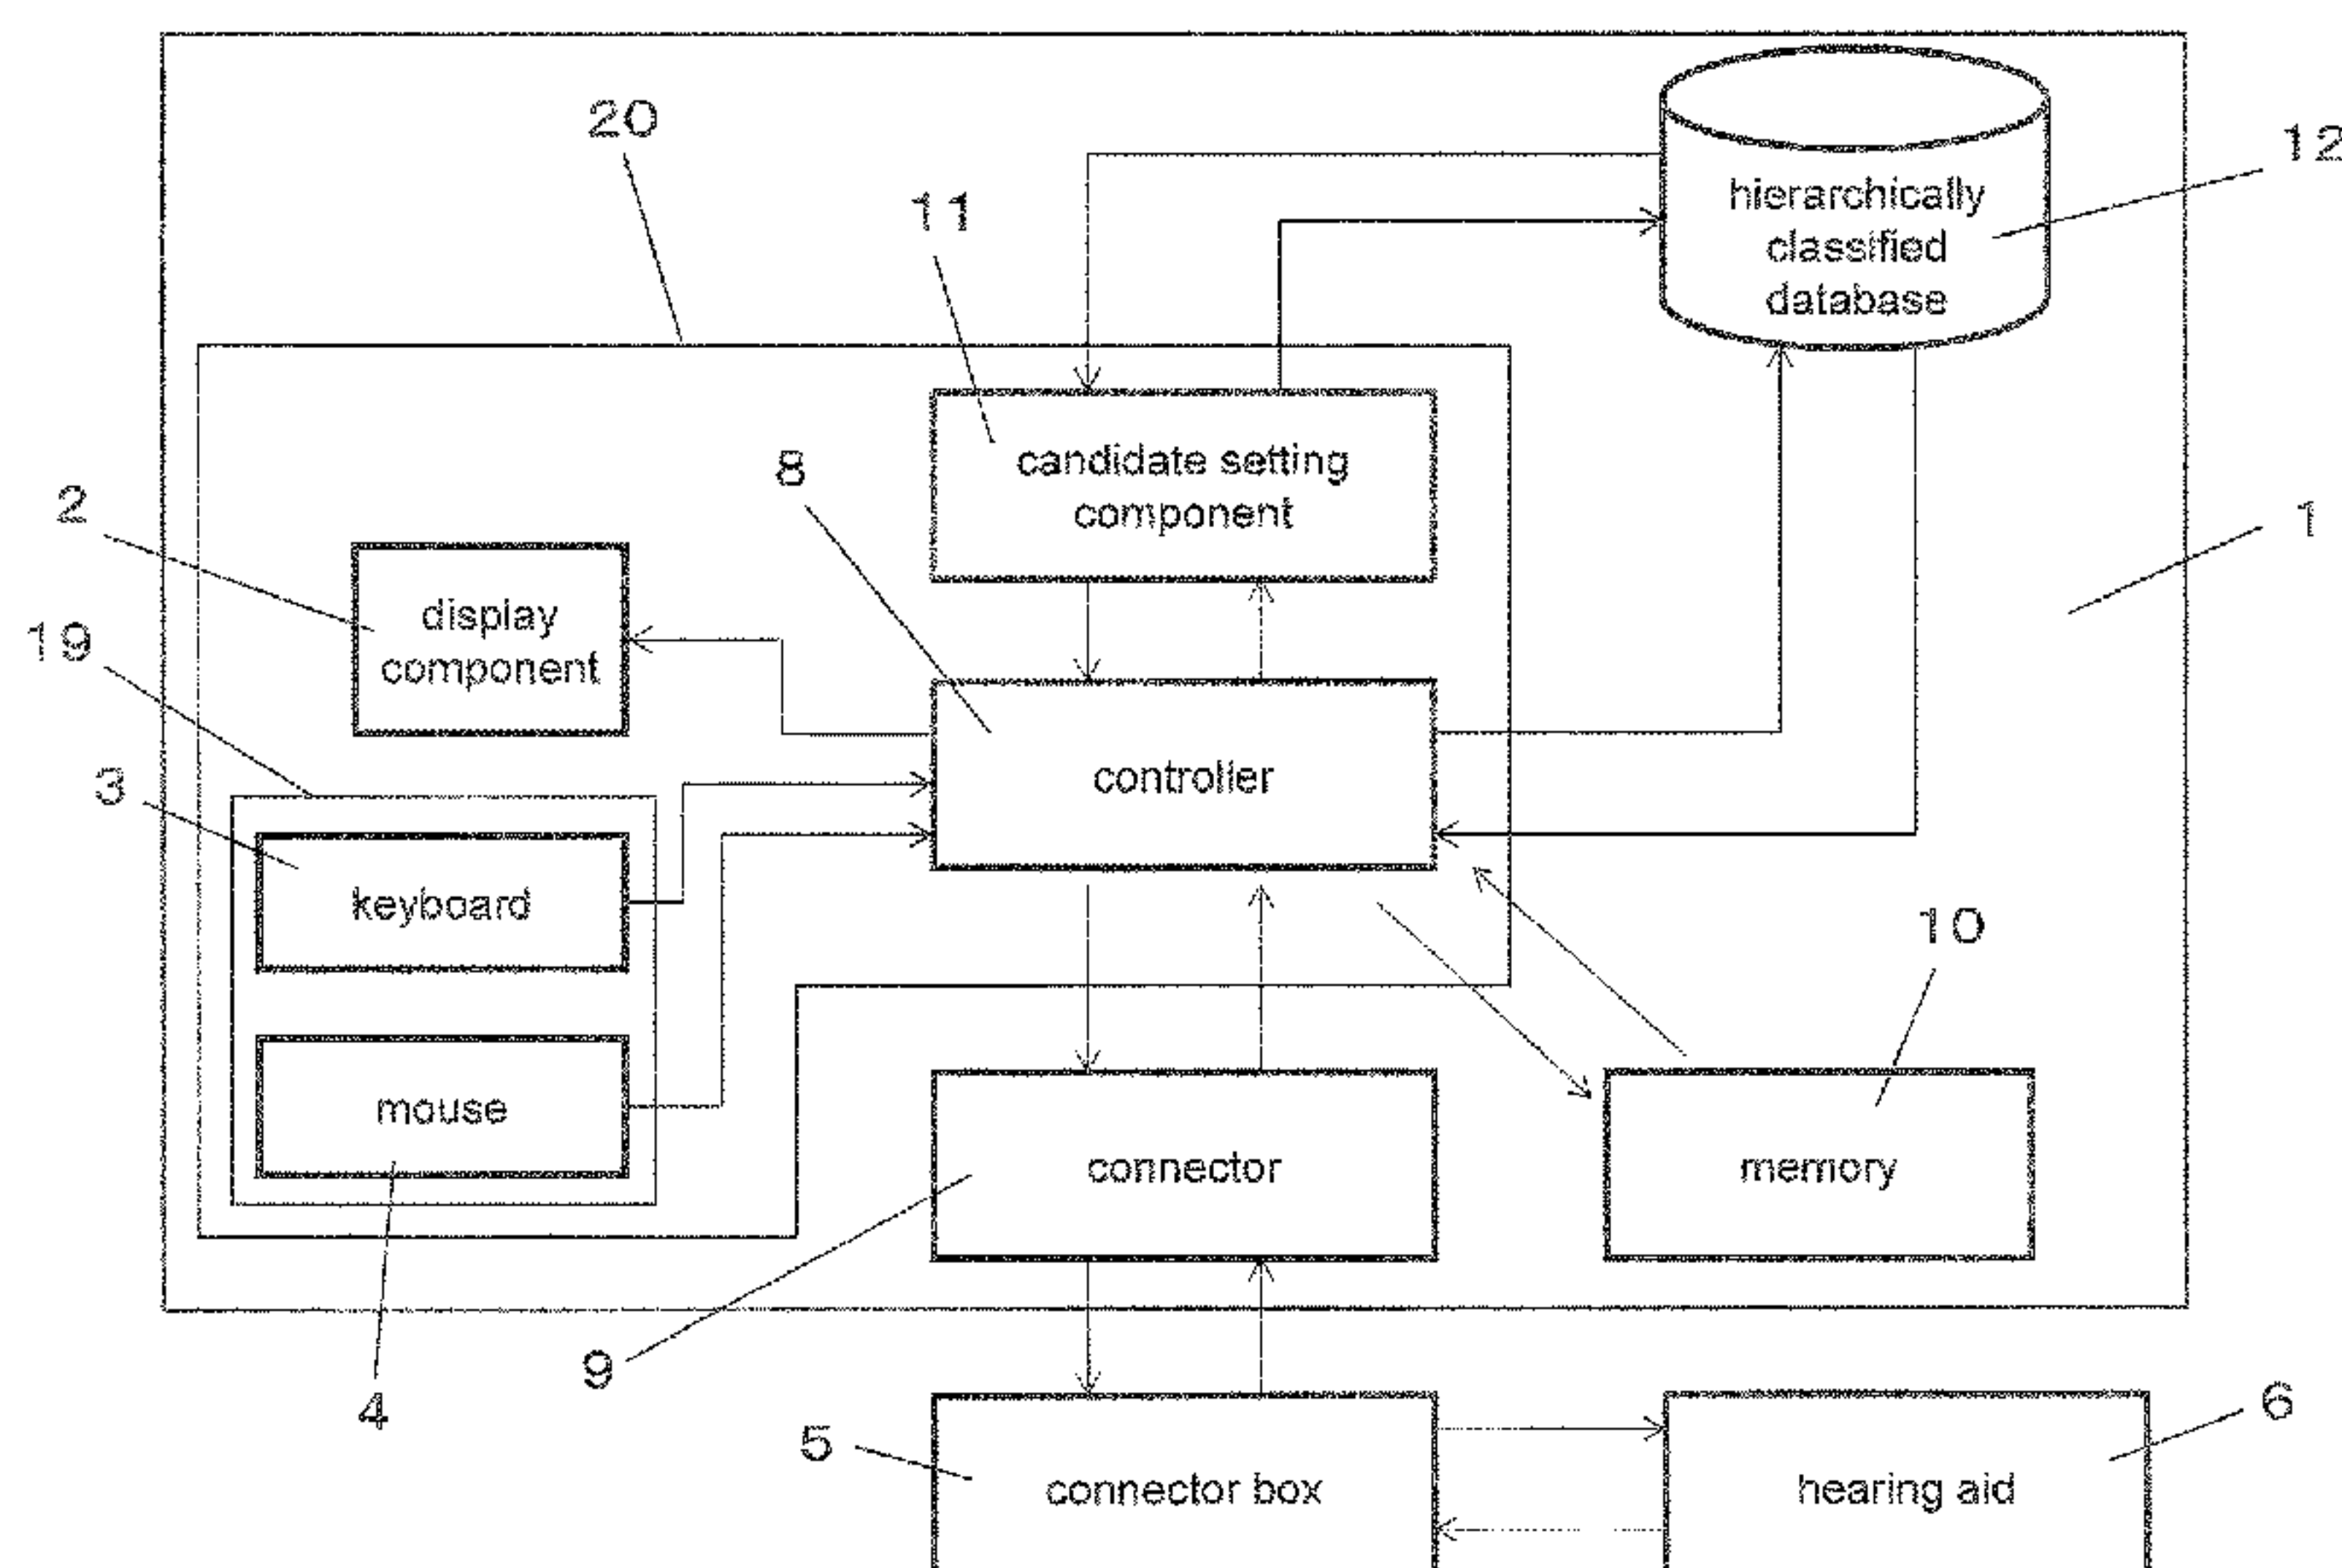 20
12
hierarchically
classified
database
11
candidate setting
component
8
2
1
display
component
19
controller
3
keyboard
10
mouse
connector
memory
9
4
5
6
connector box
hearing aid